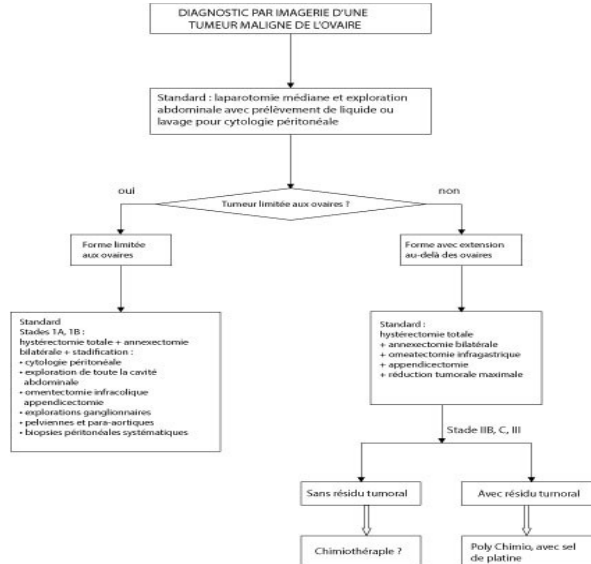 DIAGNOSTIC PAR IMAGERIE D'UNE
TUMEUR MALIGNE DE L'OVAIRE
Standard : laparotomie médiane et exploration
abdominale avec prélèvement de liquide ou
lavage pour cytologie péritonéale
oui
Tumeur limitée aux ovaires ?
non
Forme limitée
aux ovaires
Forme avec extension
au-delà des ovaires
Standard
Stades 1A, 1B :
hystérectomie totale + annexectomie
bilatérale + stadification :
• cytologie péritonéale
• exploration de toute la cavité
abdominale
• omentectomie infracolique
appendicectomie
• explorations ganglionnaires
• pelviennes et para-aortiques
• biopsies péritonéales systématiques
Standard :
hystérectomie totale
+ annexectomie bilatérale
+ omeatectomie infragastrique
+ appendicectomie
+ réduction tumorale maximale
Stade IIB, C, III
Sans résidu tumoral
Avec résidu tumoral
Chimiothérapie ?
Poly Chimio, avec sel
de platine